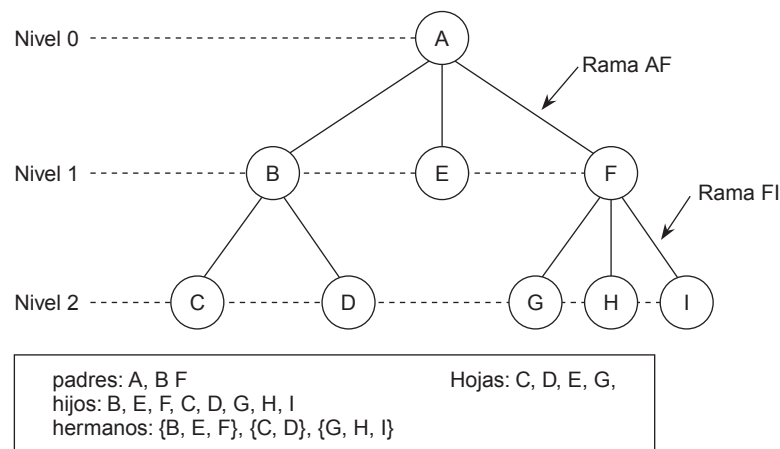 Nivel 0
A
Rama AF
Nivel 1
B
E
F
Rama FI
Nivel 2
C
D
G
H
I
padres: A, B F
Hojas: C, D, E, G,
hijos: B, E, F, C, D, G, H, I
hermanos: {B, E, F}, {C, D}, {G, H, I}